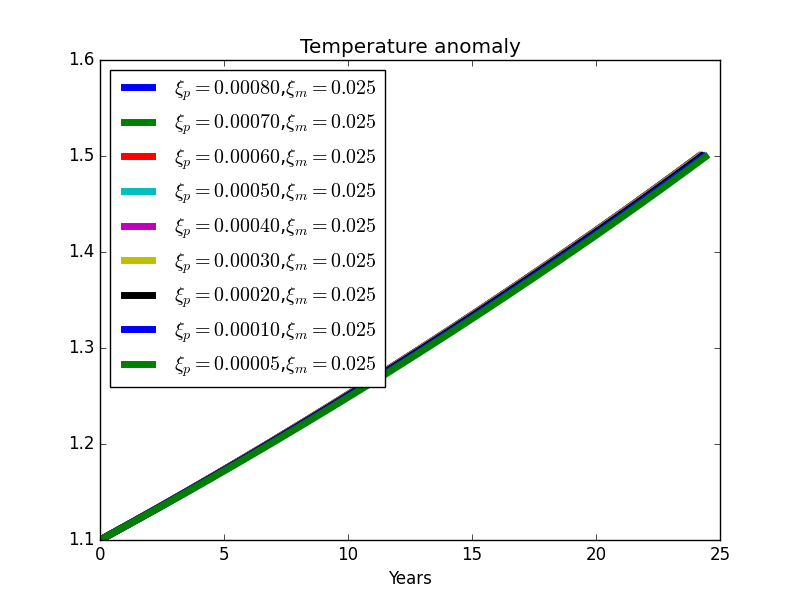 Temperature anomaly
1.6
1.5
1.4
1.3
1.2
1.1
ξp = 0.00080,ξm = 0.025
ξp = 0.00070,ξm = 0.025
ξp = 0.00060,ξm = 0.025
ξp = 0.00050,ξm = 0.025
ξp = 0.00040,ξm = 0.025
ξp = 0.00030,ξm = 0.025
ξp = 0.00020,ξm = 0.025
ξp = 0.00010,ξm = 0.025
ξp = 0.00005,ξm = 0.025
0 5 10 15 20 25
Years